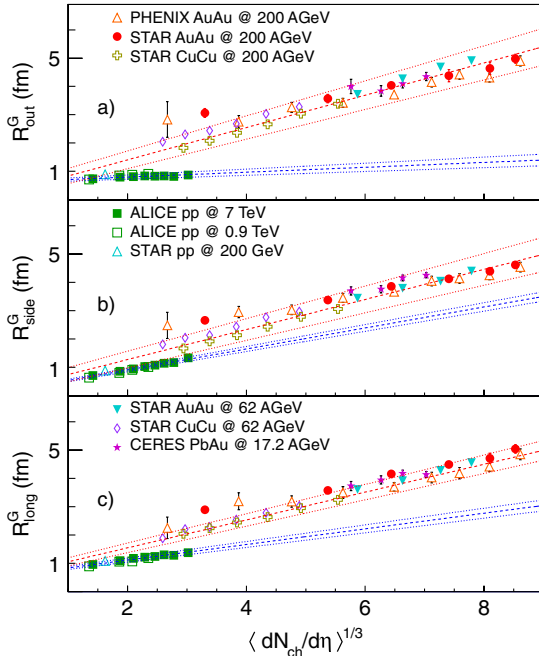 PHENIX AuAu @ 200 AGeV
STAR AuAu @ 200 AGeV
STAR CuCu @ 200 AGeV
R^G_out (fm)
5
a)
1
ALICE pp @ 7 TeV
ALICE pp @ 0.9 TeV
STAR pp @ 200 GeV
R^G_side (fm)
5
b)
1
STAR AuAu @ 62 AGeV
STAR CuCu @ 62 AGeV
CERES PbAu @ 17.2 AGeV
R^G_long (fm)
5
c)
1
2 4 6 8
⟨ dN_ch/dη ⟩^1/3